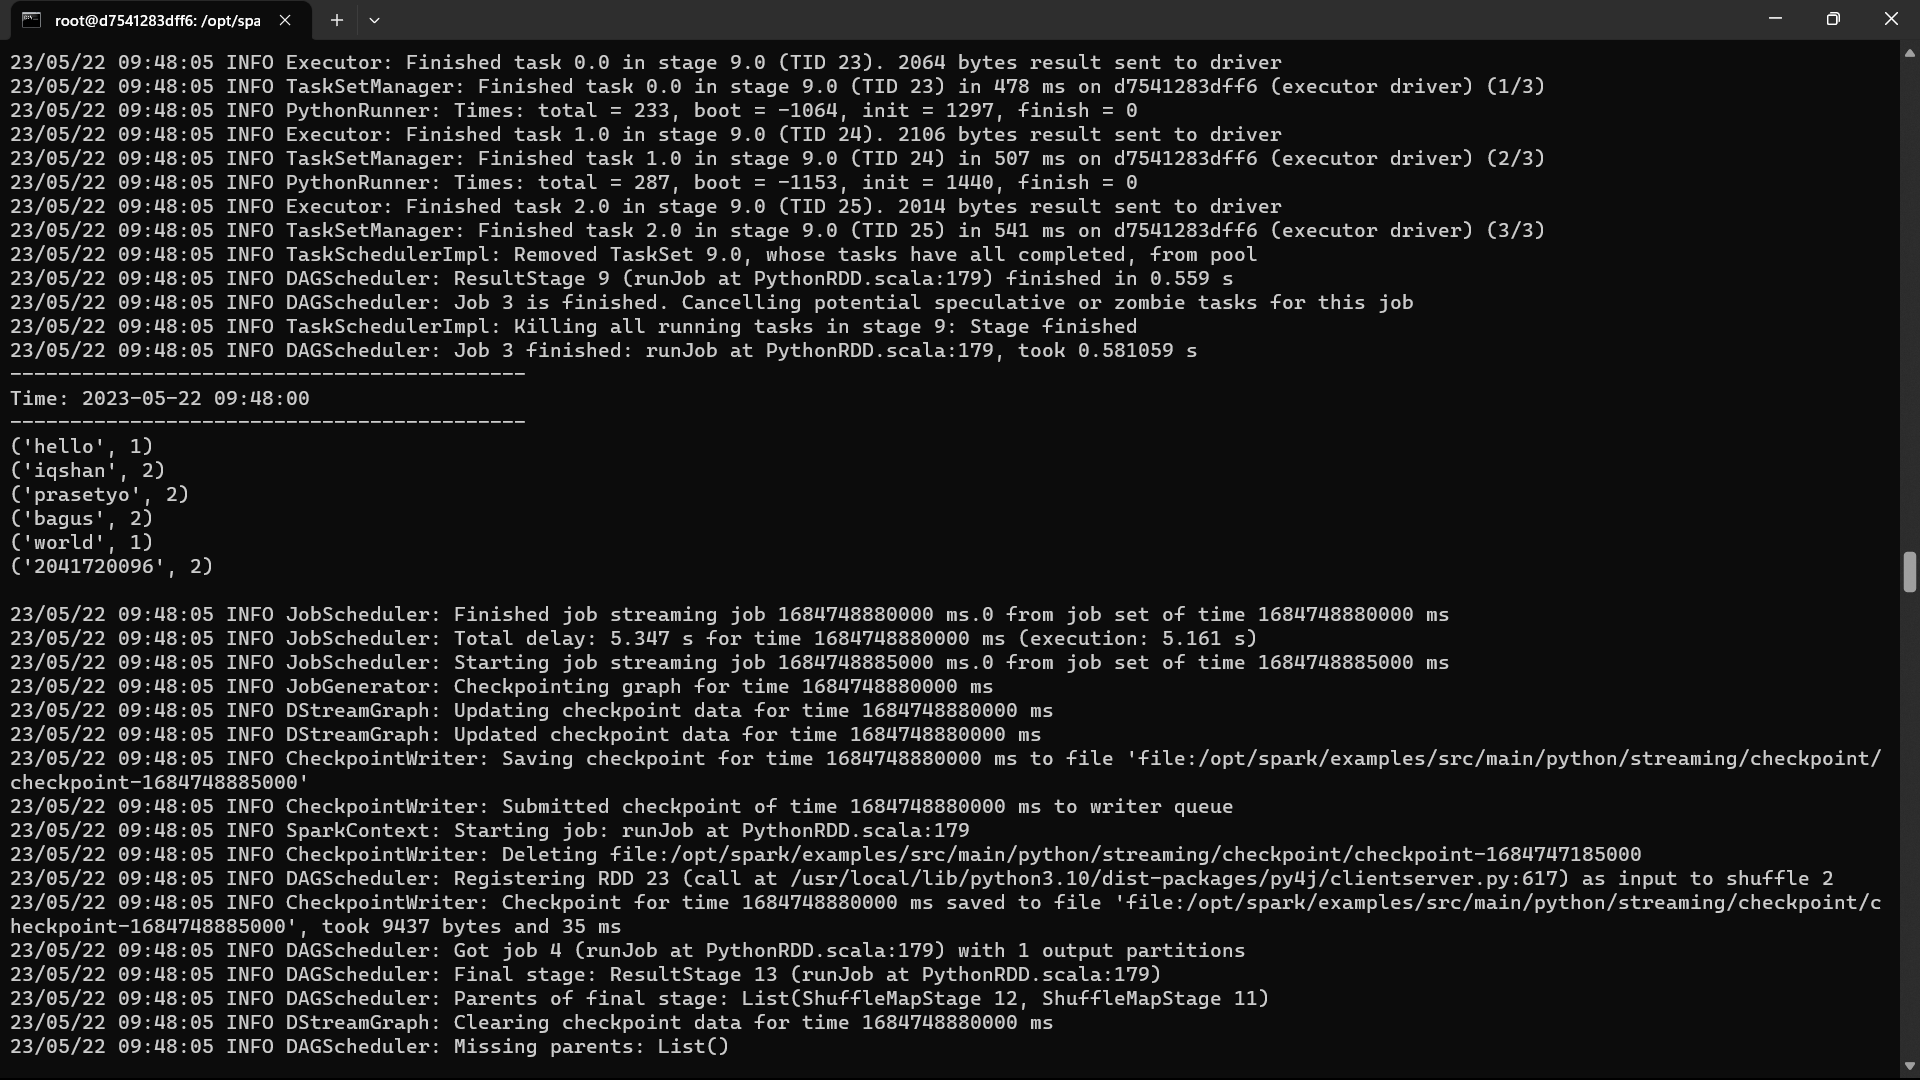 root@d7541283dff6: /opt/spa
23/05/22 09:48:05 INFO Executor: Finished task 0.0 in stage 9.0 (TID 23). 2064 bytes result sent to driver
23/05/22 09:48:05 INFO TaskSetManager: Finished task 0.0 in stage 9.0 (TID 23) in 478 ms on d7541283dff6 (executor driver) (1/3)
23/05/22 09:48:05 INFO PythonRunner: Times: total = 233, boot = -1064, init = 1297, finish = 0
23/05/22 09:48:05 INFO Executor: Finished task 1.0 in stage 9.0 (TID 24). 2106 bytes result sent to driver
23/05/22 09:48:05 INFO TaskSetManager: Finished task 1.0 in stage 9.0 (TID 24) in 507 ms on d7541283dff6 (executor driver) (2/3)
23/05/22 09:48:05 INFO PythonRunner: Times: total = 287, boot = -1153, init = 1440, finish = 0
23/05/22 09:48:05 INFO Executor: Finished task 2.0 in stage 9.0 (TID 25). 2014 bytes result sent to driver
23/05/22 09:48:05 INFO TaskSetManager: Finished task 2.0 in stage 9.0 (TID 25) in 541 ms on d7541283dff6 (executor driver) (3/3)
23/05/22 09:48:05 INFO TaskSchedulerImpl: Removed TaskSet 9.0, whose tasks have all completed, from pool
23/05/22 09:48:05 INFO DAGScheduler: ResultStage 9 (runJob at PythonRDD.scala:179) finished in 0.559 s
23/05/22 09:48:05 INFO DAGScheduler: Job 3 is finished. Cancelling potential speculative or zombie tasks for this job
23/05/22 09:48:05 INFO TaskSchedulerImpl: Killing all running tasks in stage 9: Stage finished
23/05/22 09:48:05 INFO DAGScheduler: Job 3 finished: runJob at PythonRDD.scala:179, took 0.581059 s
-------------------------------------------
Time: 2023-05-22 09:48:00
-------------------------------------------
('hello', 1)
('iqshan', 2)
('prasetyo', 2)
('bagus', 2)
('world', 1)
('2041720096', 2)
23/05/22 09:48:05 INFO JobScheduler: Finished job streaming job 1684748880000 ms.0 from job set of time 1684748880000 ms
23/05/22 09:48:05 INFO JobScheduler: Total delay: 5.347 s for time 1684748880000 ms (execution: 5.161 s)
23/05/22 09:48:05 INFO JobScheduler: Starting job streaming job 1684748885000 ms.0 from job set of time 1684748885000 ms
23/05/22 09:48:05 INFO JobGenerator: Checkpointing graph for time 1684748880000 ms
23/05/22 09:48:05 INFO DStreamGraph: Updating checkpoint data for time 1684748880000 ms
23/05/22 09:48:05 INFO DStreamGraph: Updated checkpoint data for time 1684748880000 ms
23/05/22 09:48:05 INFO CheckpointWriter: Saving checkpoint for time 1684748880000 ms to file 'file:/opt/spark/examples/src/main/python/streaming/checkpoint/
checkpoint-1684748885000'
23/05/22 09:48:05 INFO CheckpointWriter: Submitted checkpoint of time 1684748880000 ms to writer queue
23/05/22 09:48:05 INFO SparkContext: Starting job: runJob at PythonRDD.scala:179
23/05/22 09:48:05 INFO CheckpointWriter: Deleting file:/opt/spark/examples/src/main/python/streaming/checkpoint/checkpoint-1684747185000
23/05/22 09:48:05 INFO DAGScheduler: Registering RDD 23 (call at /usr/local/lib/python3.10/dist-packages/py4j/clientserver.py:617) as input to shuffle 2
23/05/22 09:48:05 INFO CheckpointWriter: Checkpoint for time 1684748880000 ms saved to file 'file:/opt/spark/examples/src/main/python/streaming/checkpoint/c
heckpoint-1684748885000', took 9437 bytes and 35 ms
23/05/22 09:48:05 INFO DAGScheduler: Got job 4 (runJob at PythonRDD.scala:179) with 1 output partitions
23/05/22 09:48:05 INFO DAGScheduler: Final stage: ResultStage 13 (runJob at PythonRDD.scala:179)
23/05/22 09:48:05 INFO DAGScheduler: Parents of final stage: List(ShuffleMapStage 12, ShuffleMapStage 11)
23/05/22 09:48:05 INFO DStreamGraph: Clearing checkpoint data for time 1684748880000 ms
23/05/22 09:48:05 INFO DAGScheduler: Missing parents: List()